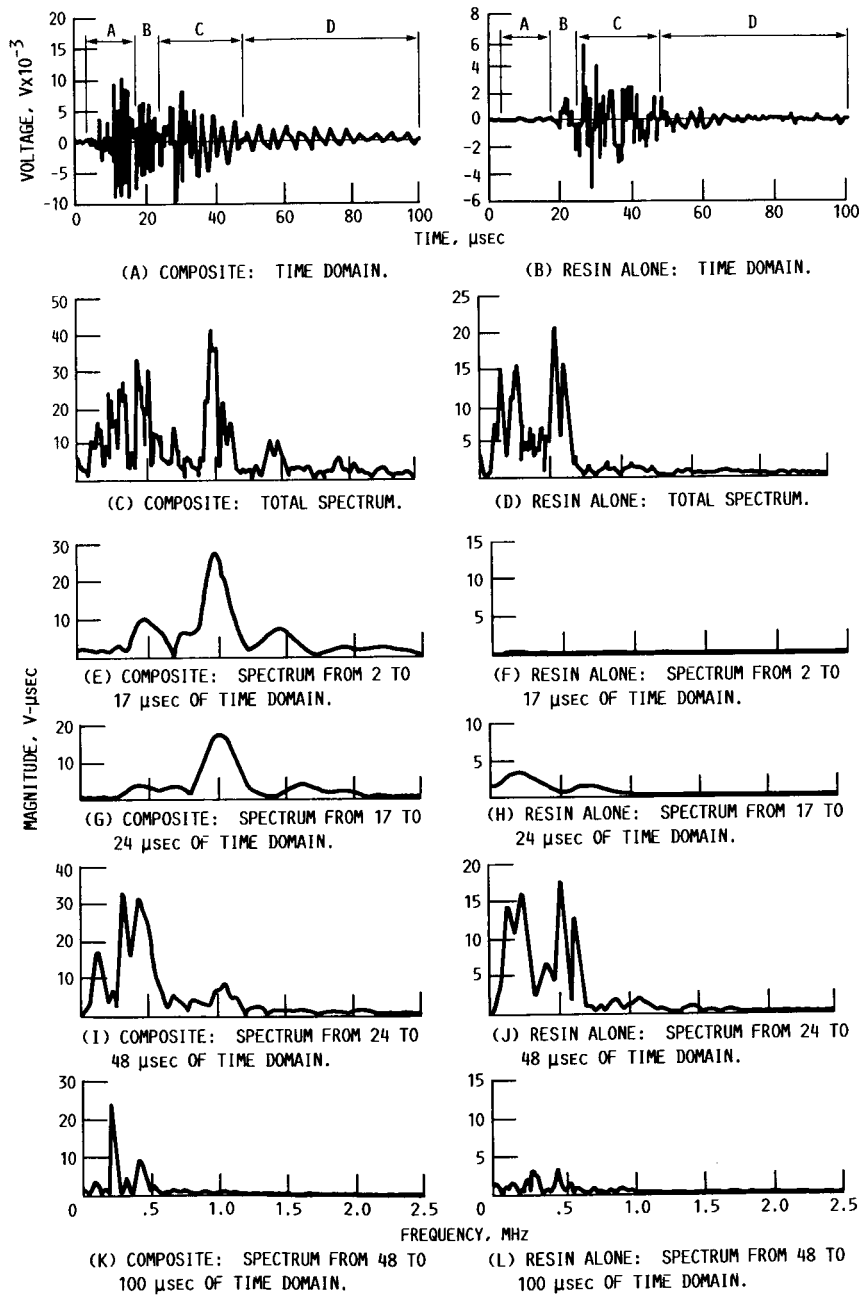 A B C D
20
15
10
5
0
-5
-10
0 20 40 60 80 100
VOLTAGE, V×10⁻³
(A) COMPOSITE: TIME DOMAIN.
A B C D
8
6
4
2
0
-2
-4
-6
0 20 40 60 80 100
TIME, μSEC
(B) RESIN ALONE: TIME DOMAIN.
50
40
30
20
10
(C) COMPOSITE: TOTAL SPECTRUM.
25
20
15
10
5
(D) RESIN ALONE: TOTAL SPECTRUM.
30
20
10
(E) COMPOSITE: SPECTRUM FROM 2 TO
17 μSEC OF TIME DOMAIN.
15
10
5
(F) RESIN ALONE: SPECTRUM FROM 2 TO
17 μSEC OF TIME DOMAIN.
MAGNITUDE, V-μSEC
20
10
(G) COMPOSITE: SPECTRUM FROM 17 TO
24 μSEC OF TIME DOMAIN.
10
5
(H) RESIN ALONE: SPECTRUM FROM 17 TO
24 μSEC OF TIME DOMAIN.
40
30
20
10
(I) COMPOSITE: SPECTRUM FROM 24 TO
48 μSEC OF TIME DOMAIN.
20
15
10
5
(J) RESIN ALONE: SPECTRUM FROM 24 TO
48 μSEC OF TIME DOMAIN.
30
20
10
0 .5 1.0 1.5 2.0 2.5
15
10
5
0 .5 1.0 1.5 2.0 2.5
FREQUENCY, MHz
(K) COMPOSITE: SPECTRUM FROM 48 TO
100 μSEC OF TIME DOMAIN.
(L) RESIN ALONE: SPECTRUM FROM 48 TO
100 μSEC OF TIME DOMAIN.